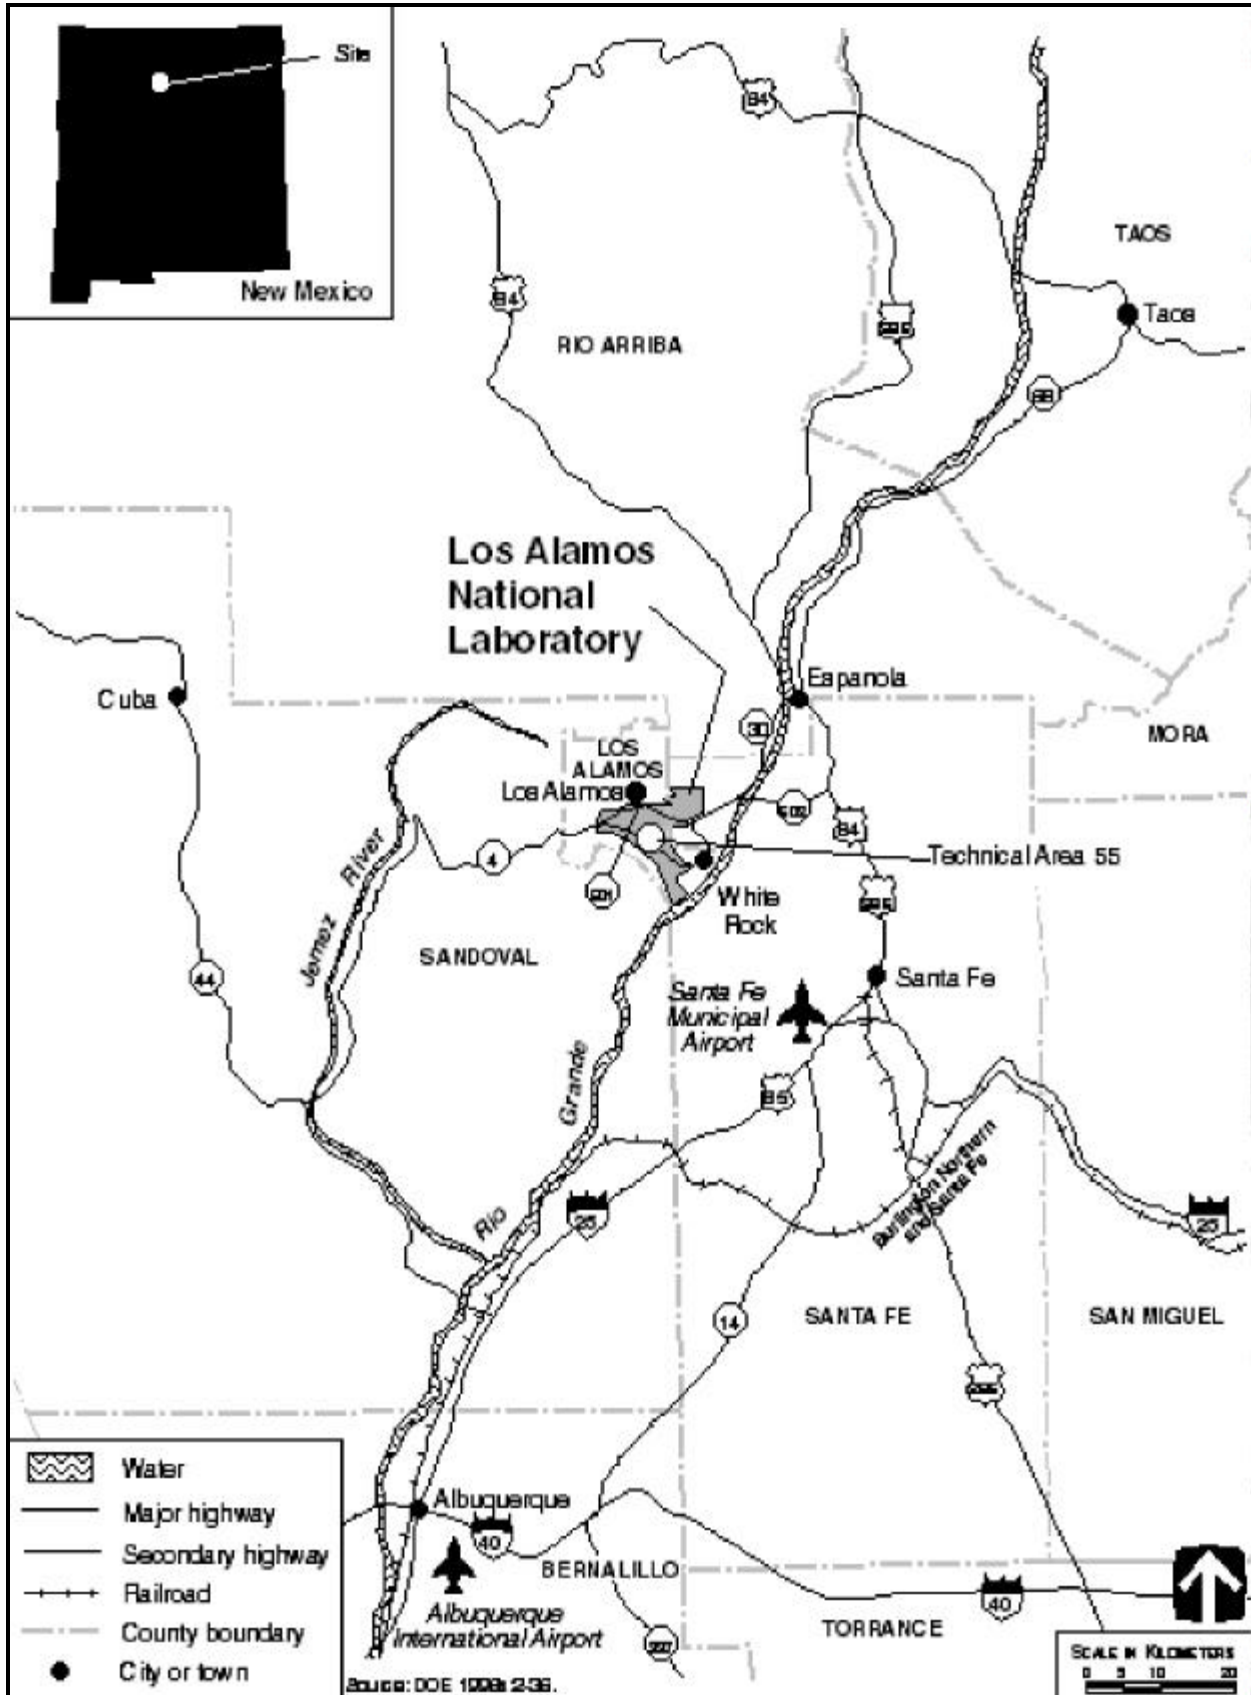 Site
New Mexico
84
TAOS
84
Taos
RIO ARRIBA
285
68
Los Alamos
National
Laboratory
Cuba
Espanola
30
MORA
LOS
ALAMOS
Los Alamos
502
84
4
Technical Area 55
501
285
White
Rock
Jemez River
SANDOVAL
44
Santa Fe
Santa Fe
Municipal
Airport
Rio Grande
85
Burlington Northern
and Santa Fe
25
25
14
SANTA FE
SAN MIGUEL
285
Water
Major highway
Secondary highway
Railroad
County boundary
City or town
Albuquerque
40
BERNALILLO
Albuquerque
International Airport
40
TORRANCE
SCALE IN KILOMETERS
0 5 10 20